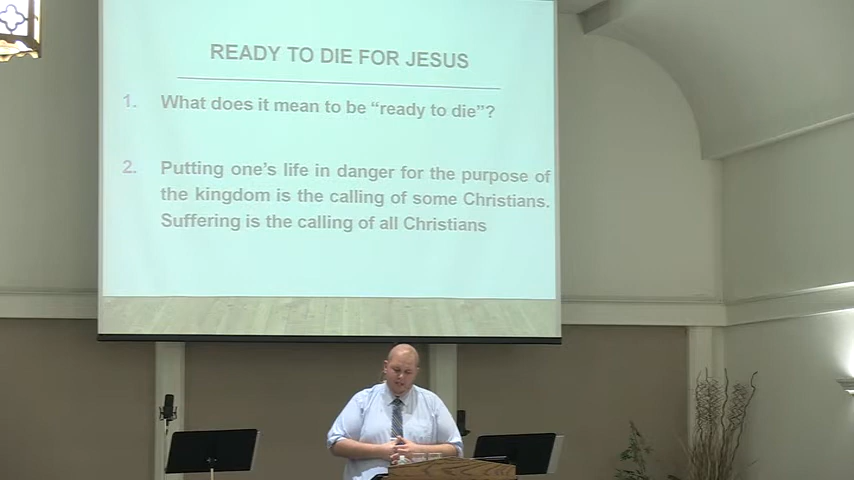 READY TO DIE FOR JESUS
1. What does it mean to be “ready to die”?
2. Putting one’s life in danger for the purpose of
the kingdom is the calling of some Christians.
Suffering is the calling of all Christians